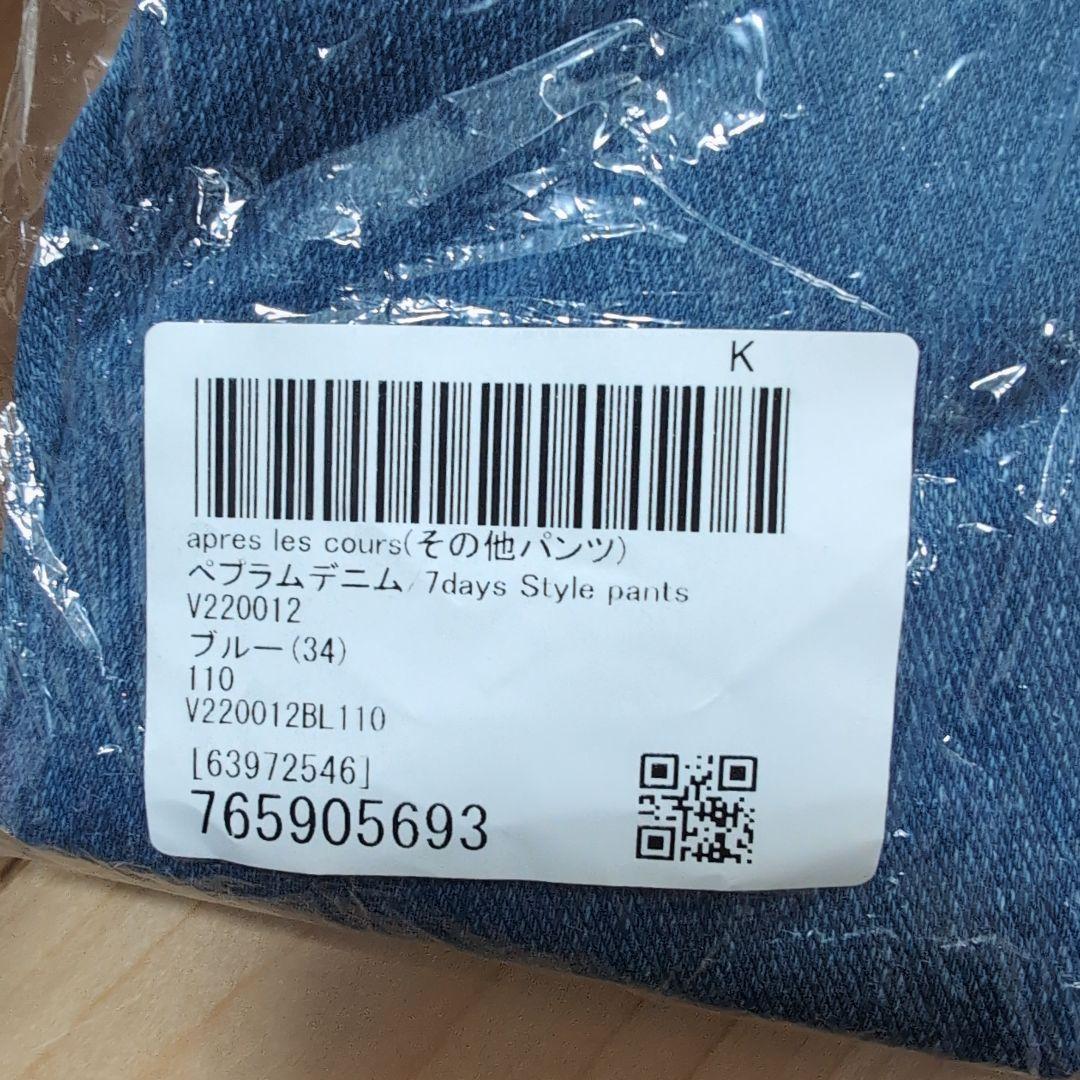 K
apres les cours(その他パンツ)
ペプラムデニム/7days Style pants
V220012
ブルー(34)
110
V220012BL110
[63972546]
765905693